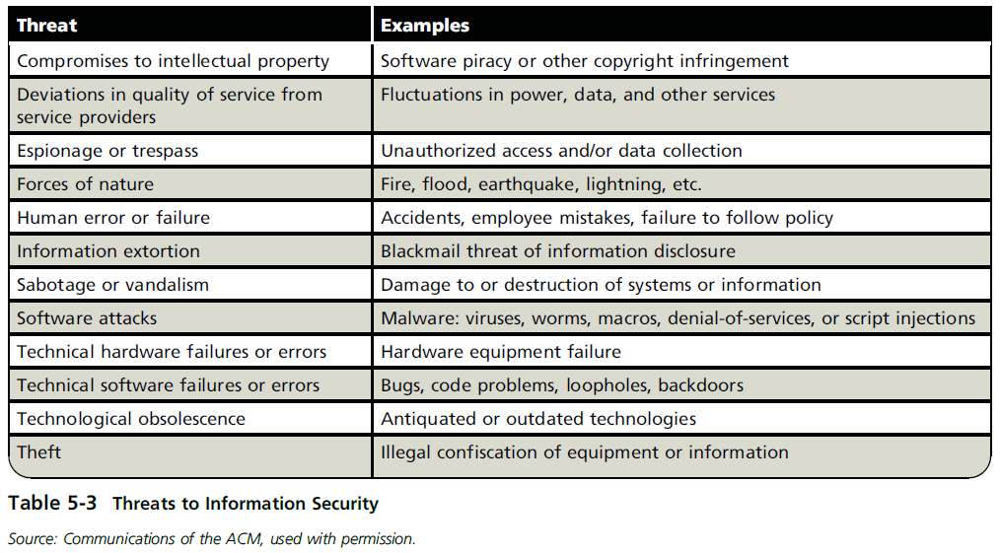 Threat Examples
Compromises to intellectual property Software piracy or other copyright infringement
Deviations in quality of service from Fluctuations in power, data, and other services
service providers
Espionage or trespass Unauthorized access and/or data collection
Forces of nature Fire, flood, earthquake, lightning, etc.
Human error or failure Accidents, employee mistakes, failure to follow policy
Information extortion Blackmail threat of information disclosure
Sabotage or vandalism Damage to or destruction of systems or information
Software attacks Malware: viruses, worms, macros, denial-of-services, or script injections
Technical hardware failures or errors Hardware equipment failure
Technical software failures or errors Bugs, code problems, loopholes, backdoors
Technological obsolescence Antiquated or outdated technologies
Theft Illegal confiscation of equipment or information
Table 5-3 Threats to Information Security
Source: Communications of the ACM, used with permission.